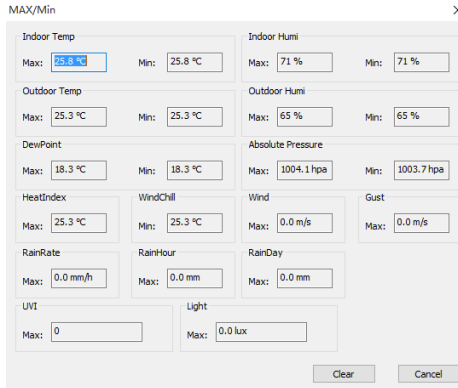 MAX/Min
Indoor Temp Indoor Humi
Max: 25.8 ℃ Min: 25.8 ℃ Max: 71 % Min: 71 %
Outdoor Temp Outdoor Humi
Max: 25.3 ℃ Min: 25.3 ℃ Max: 65 % Min: 65 %
DewPoint Absolute Pressure
Max: 18.3 ℃ Min: 18.3 ℃ Max: 1004.1 hpa Min: 1003.7 hpa
HeatIndex WindChill Wind Gust
Max: 25.3 ℃ Min: 25.3 ℃ Max: 0.0 m/s Max: 0.0 m/s
RainRate RainHour RainDay
Max: 0.0 mm/h Max: 0.0 mm Max: 0.0 mm
UVI Light
Max: 0 Max: 0.0 lux
Clear Cancel